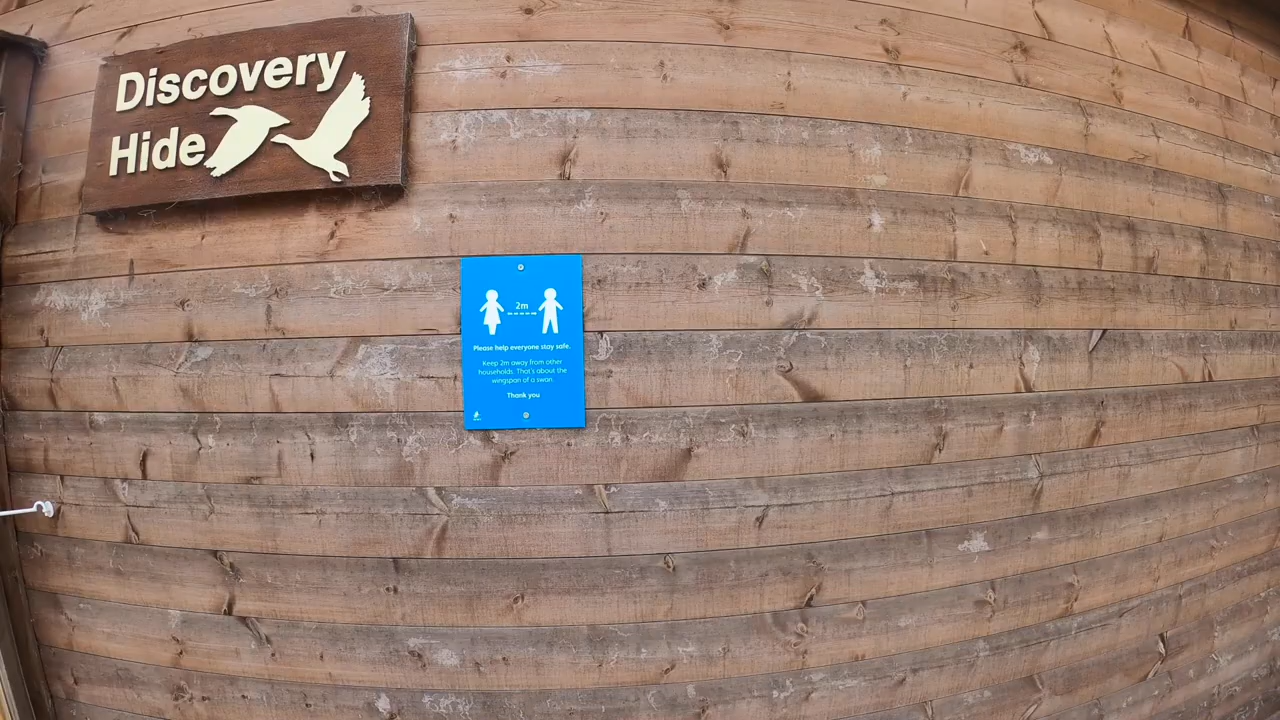 Discovery
Hide
2m
Please help everyone stay safe.
Keep 2m away from other
households. That's about the
wingspan of a swan.
Thank you